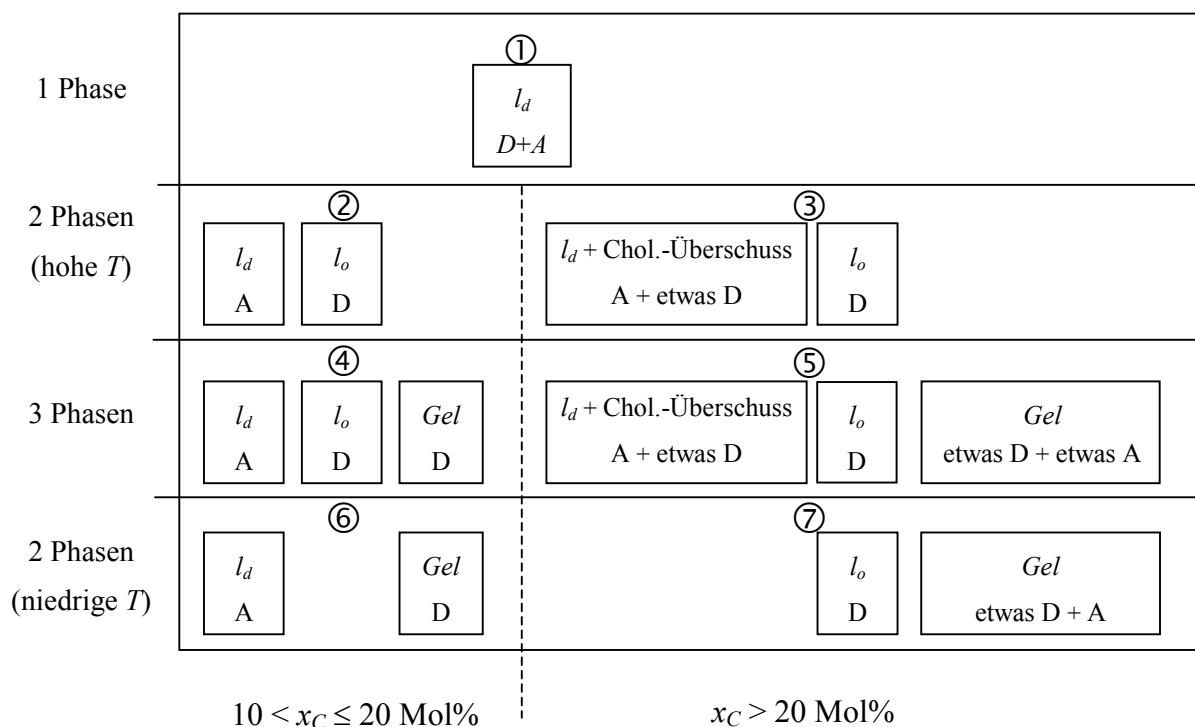 1 Phase
①
l_d
D+A
2 Phasen
(hohe T)
②
l_d
A
l_o
D
③
l_d + Chol.-Überschuss
A + etwas D
l_o
D
3 Phasen
④
l_d
A
l_o
D
Gel
D
⑤
l_d + Chol.-Überschuss
A + etwas D
l_o
D
Gel
etwas D + etwas A
2 Phasen
(niedrige T)
⑥
l_d
A
Gel
D
⑦
l_o
D
Gel
etwas D + A
10 < x_C ≤ 20 Mol%
x_C > 20 Mol%